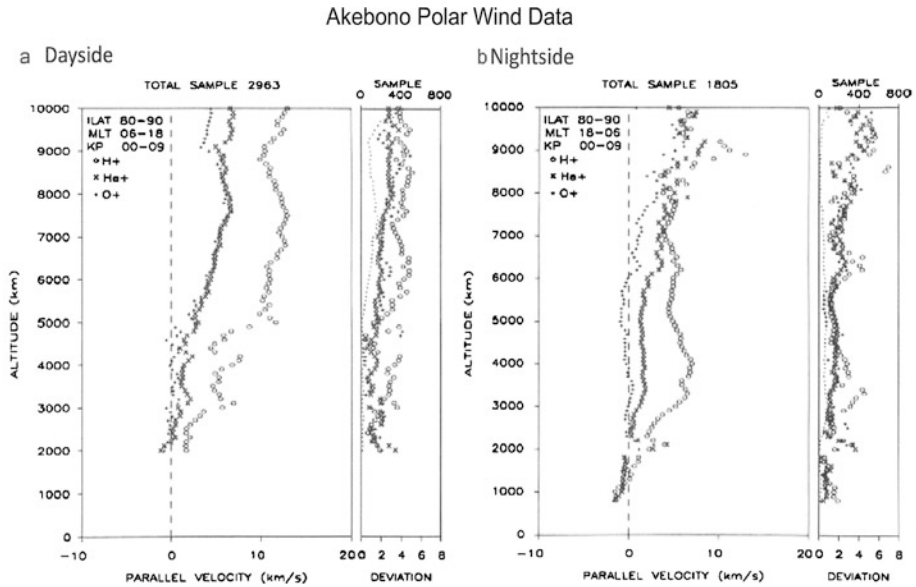 Akebono Polar Wind Data
a Dayside
TOTAL SAMPLE 2963
SAMPLE
0 400 800
10000
9000
8000
7000
6000
5000
4000
3000
2000
1000
0
ALTITUDE (km)
ILAT 80-90
MLT 06-18
KP 00-09
H+
He+
O+
-10 0 10 20
0 2 4 6 8
PARALLEL VELOCITY (km/s)
DEVIATION
b Nightside
TOTAL SAMPLE 1805
SAMPLE
0 400 800
10000
9000
8000
7000
6000
5000
4000
3000
2000
1000
0
ALTITUDE (km)
ILAT 80-90
MLT 18-06
KP 00-09
H+
He+
O+
-10 0 10 20
0 2 4 6 8
PARALLEL VELOCITY (km/s)
DEVIATION